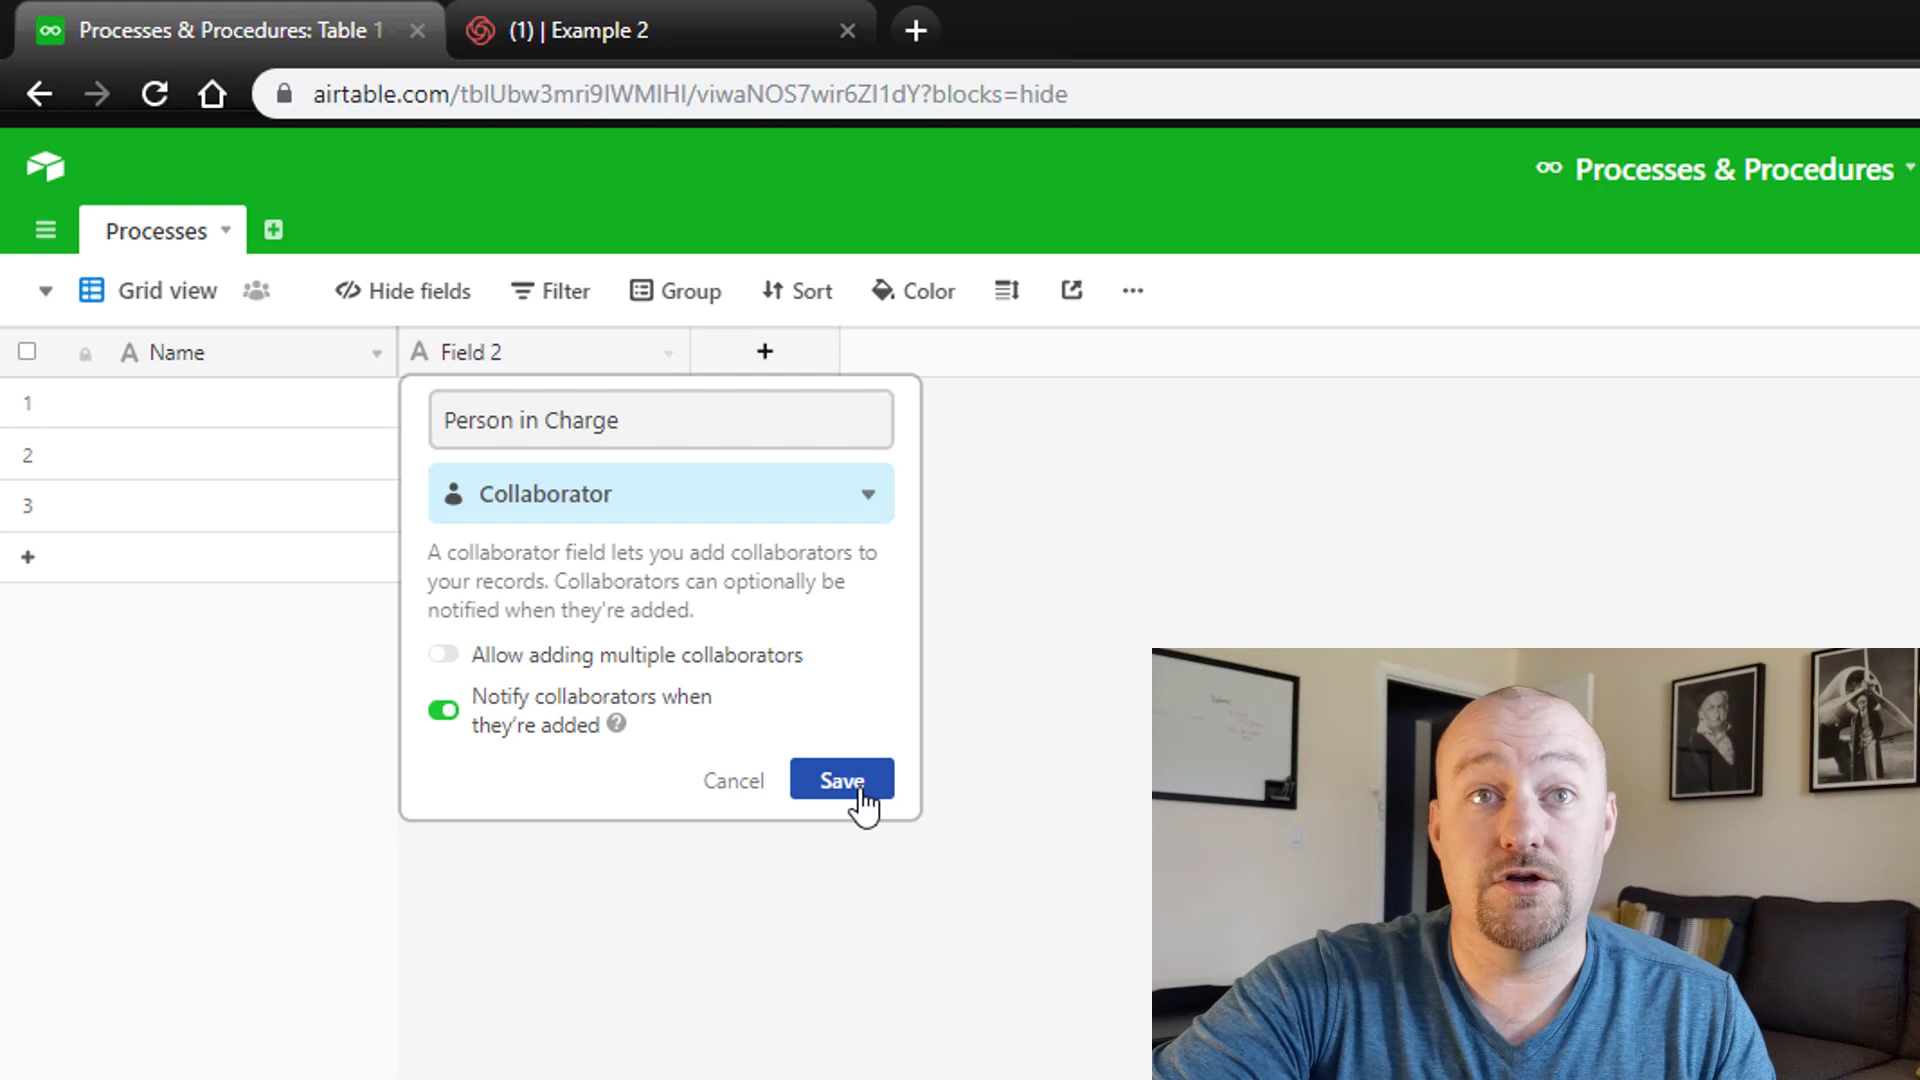 Processes & Procedures: Table 1
(1) | Example 2
airtable.com/tblUbw3mri9IWMIHI/viwaNOS7wir6ZI1dY?blocks=hide
Processes & Procedures
Processes
Grid view
Hide fields
Filter
Group
Sort
Color
A Name
A Field 2
1
2
3
Person in Charge
Collaborator
A collaborator field lets you add collaborators to
your records. Collaborators can optionally be
notified when they're added.
Allow adding multiple collaborators
Notify collaborators when
they're added
Cancel
Save